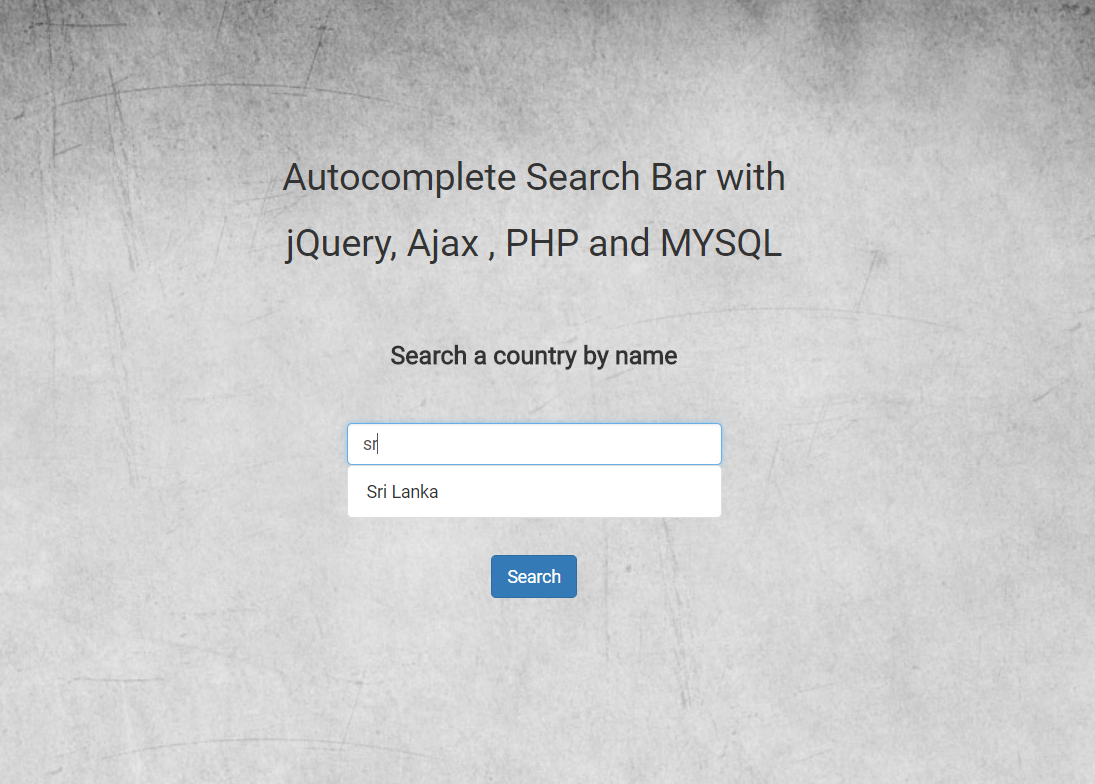 Autocomplete Search Bar with
jQuery, Ajax , PHP and MYSQL
Search a country by name
sr
Sri Lanka
Search